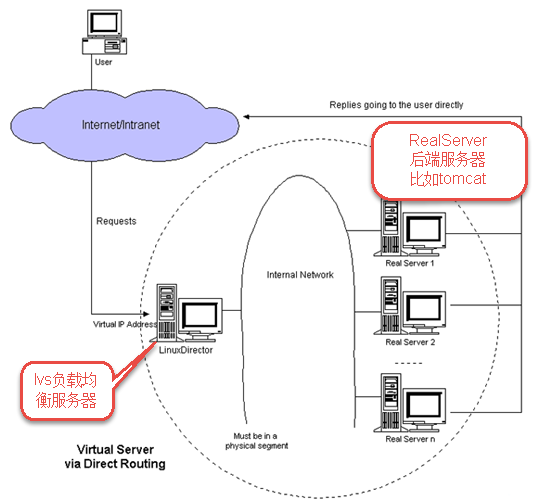 User
Internet/Intranet
Replies going to the user directly
RealServer
后端服务器
比如tomcat
Requests
Real Server 1
Internal Network
Virtual IP Address
LinuxDirector
Real Server 2
lvs负载均
衡服务器
Real Server n
Must be in a
physical segment
Virtual Server
via Direct Routing